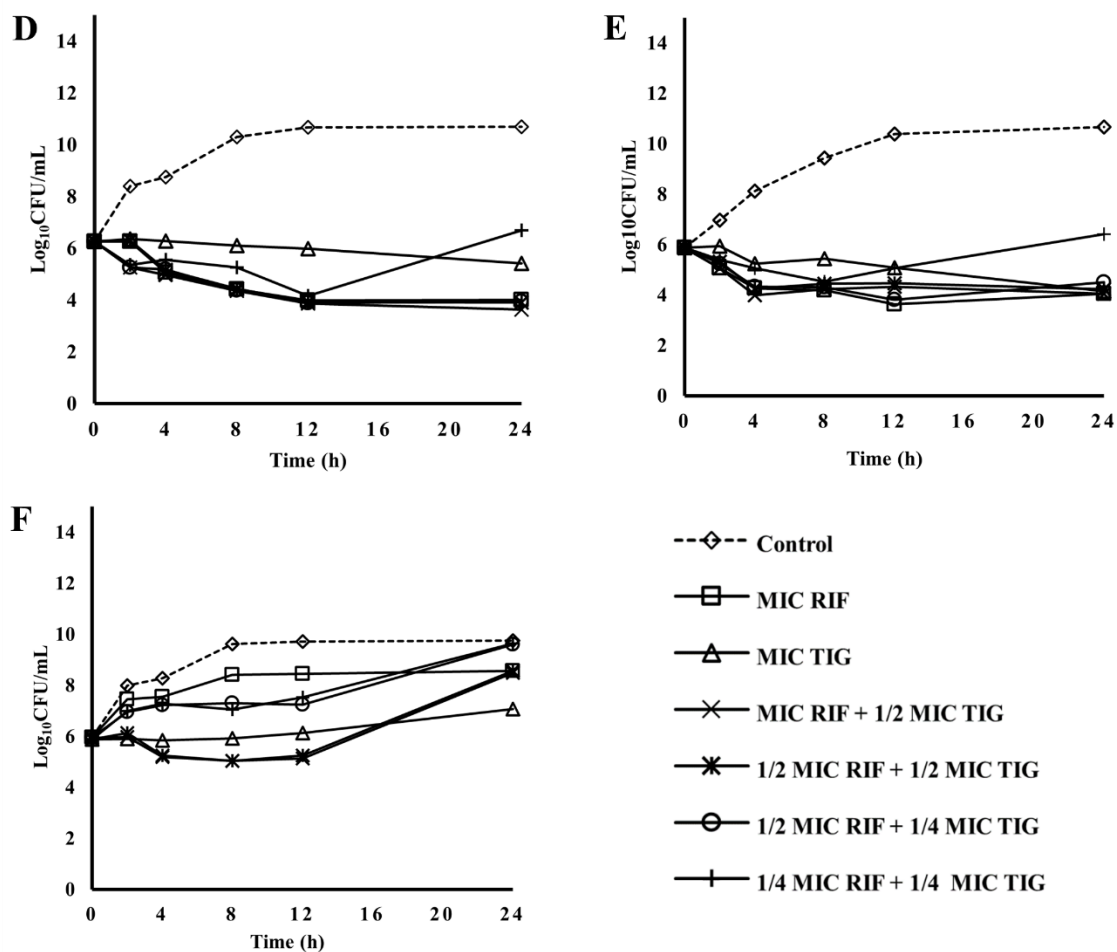 D
14
12
10
8
6
4
2
0
Log₁₀CFU/mL
0 4 8 12 16 20 24
Time (h)
E
14
12
10
8
6
4
2
0
Log10CFU/mL
0 4 8 12 16 20 24
Time (h)
F
14
12
10
8
6
4
2
0
Log₁₀CFU/mL
0 4 8 12 16 20 24
Time (h)
Control
MIC RIF
MIC TIG
MIC RIF + 1/2 MIC TIG
1/2 MIC RIF + 1/2 MIC TIG
1/2 MIC RIF + 1/4 MIC TIG
1/4 MIC RIF + 1/4 MIC TIG